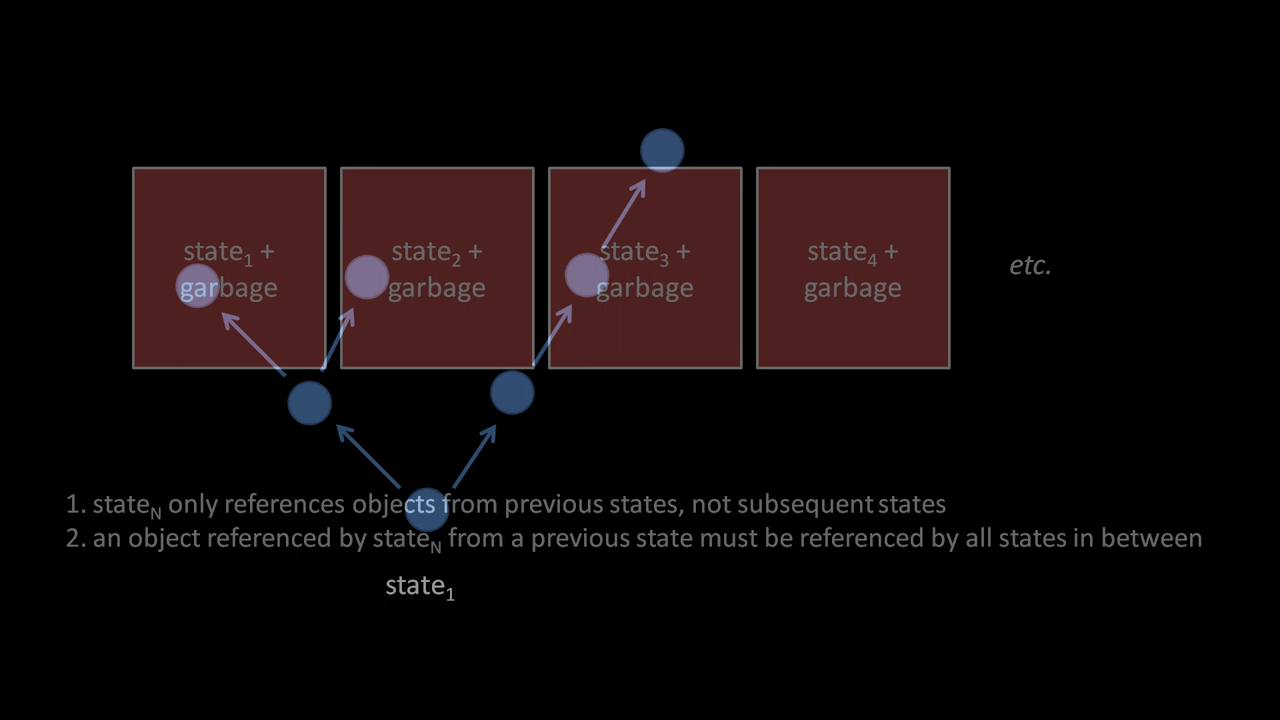 state1 +
garbage
state2 +
garbage
state3 +
garbage
state4 +
garbage
etc.
1. stateN only references objects from previous states, not subsequent states
2. an object referenced by stateN from a previous state must be referenced by all states in between
state1